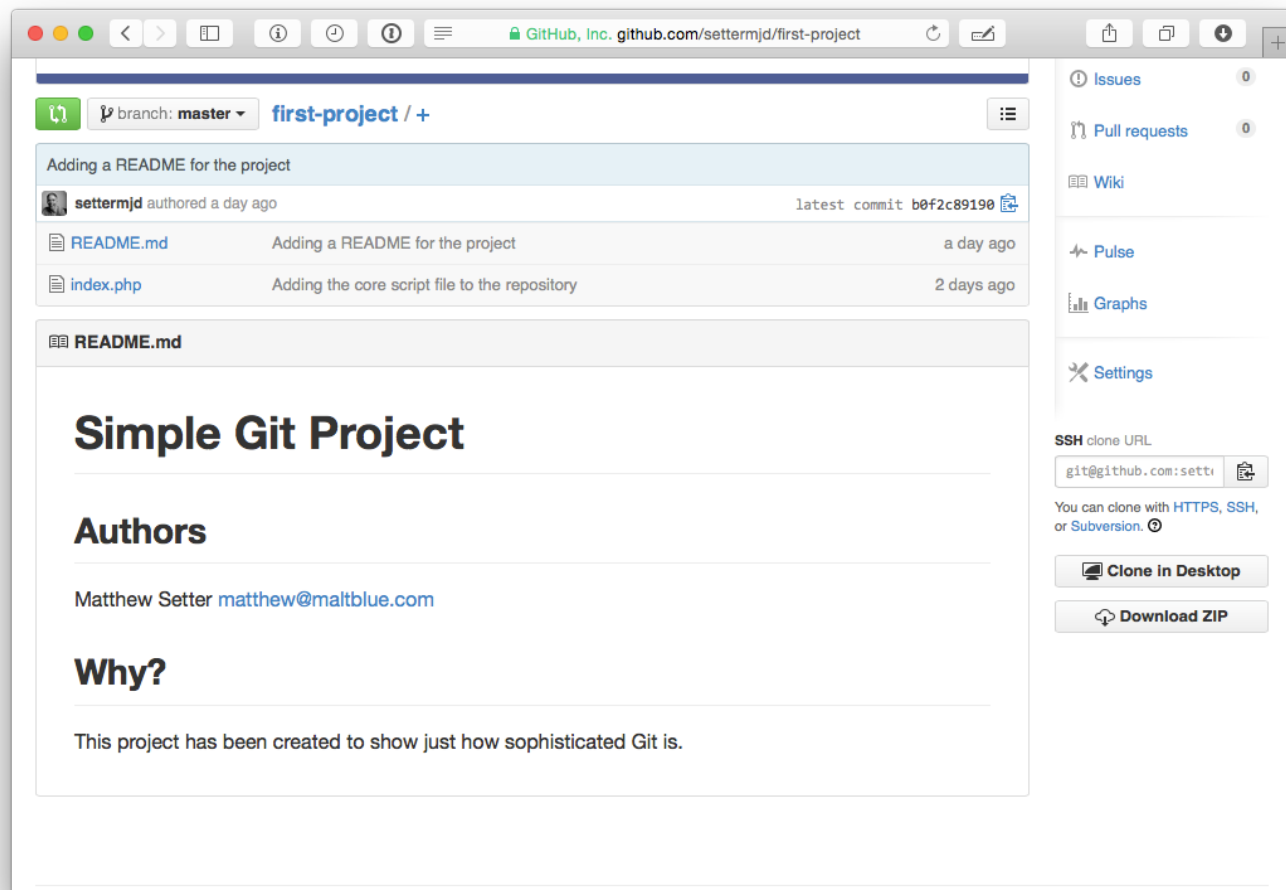 GitHub, Inc. github.com/settermjd/first-project
branch: master
first-project / +
Adding a README for the project
settermjd authored a day ago
latest commit b0f2c89190
README.md Adding a README for the project a day ago
index.php Adding the core script file to the repository 2 days ago
README.md
Simple Git Project
Authors
Matthew Setter matthew@maltblue.com
Why?
This project has been created to show just how sophisticated Git is.
Issues 0
Pull requests 0
Wiki
Pulse
Graphs
Settings
SSH clone URL
git@github.com:sette
You can clone with HTTPS, SSH,
or Subversion.
Clone in Desktop
Download ZIP